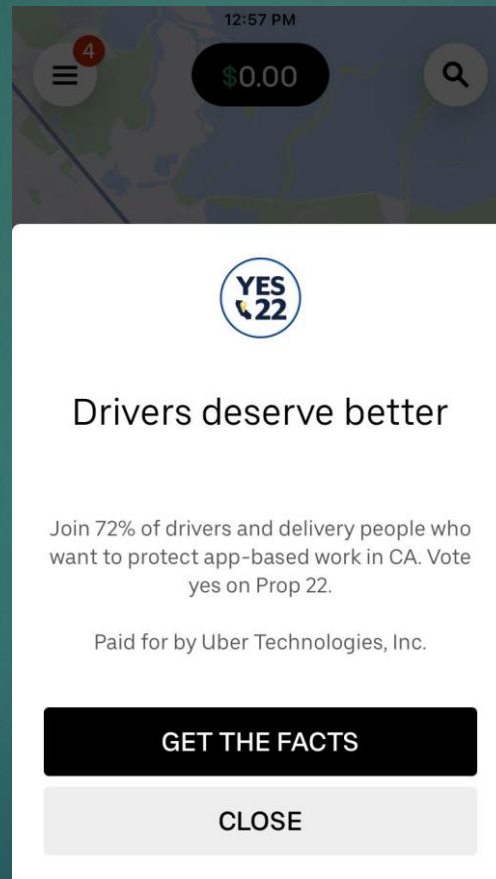 12:57 PM
4
$0.00
YES
22
Drivers deserve better
Join 72% of drivers and delivery people who
want to protect app-based work in CA. Vote
yes on Prop 22.
Paid for by Uber Technologies, Inc.
GET THE FACTS
CLOSE